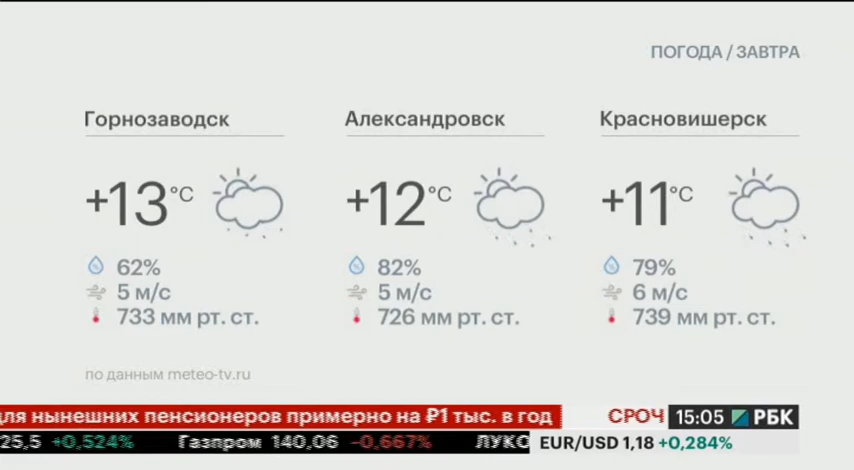 ПОГОДА / ЗАВТРА
Горнозаводск Александровск Красновишерск
+13°C +12°C +11°C
62% 82% 79%
5 м/с 5 м/с 6 м/с
733 мм рт. ст. 726 мм рт. ст. 739 мм рт. ст.
по данным meteo-tv.ru
для нынешних пенсионеров примерно на ₽1 тыс. в год СРОЧ 15:05 РБК
25,5 +0,524% Газпром 140,06 -0,667% ЛУКО EUR/USD 1,18 +0,284%